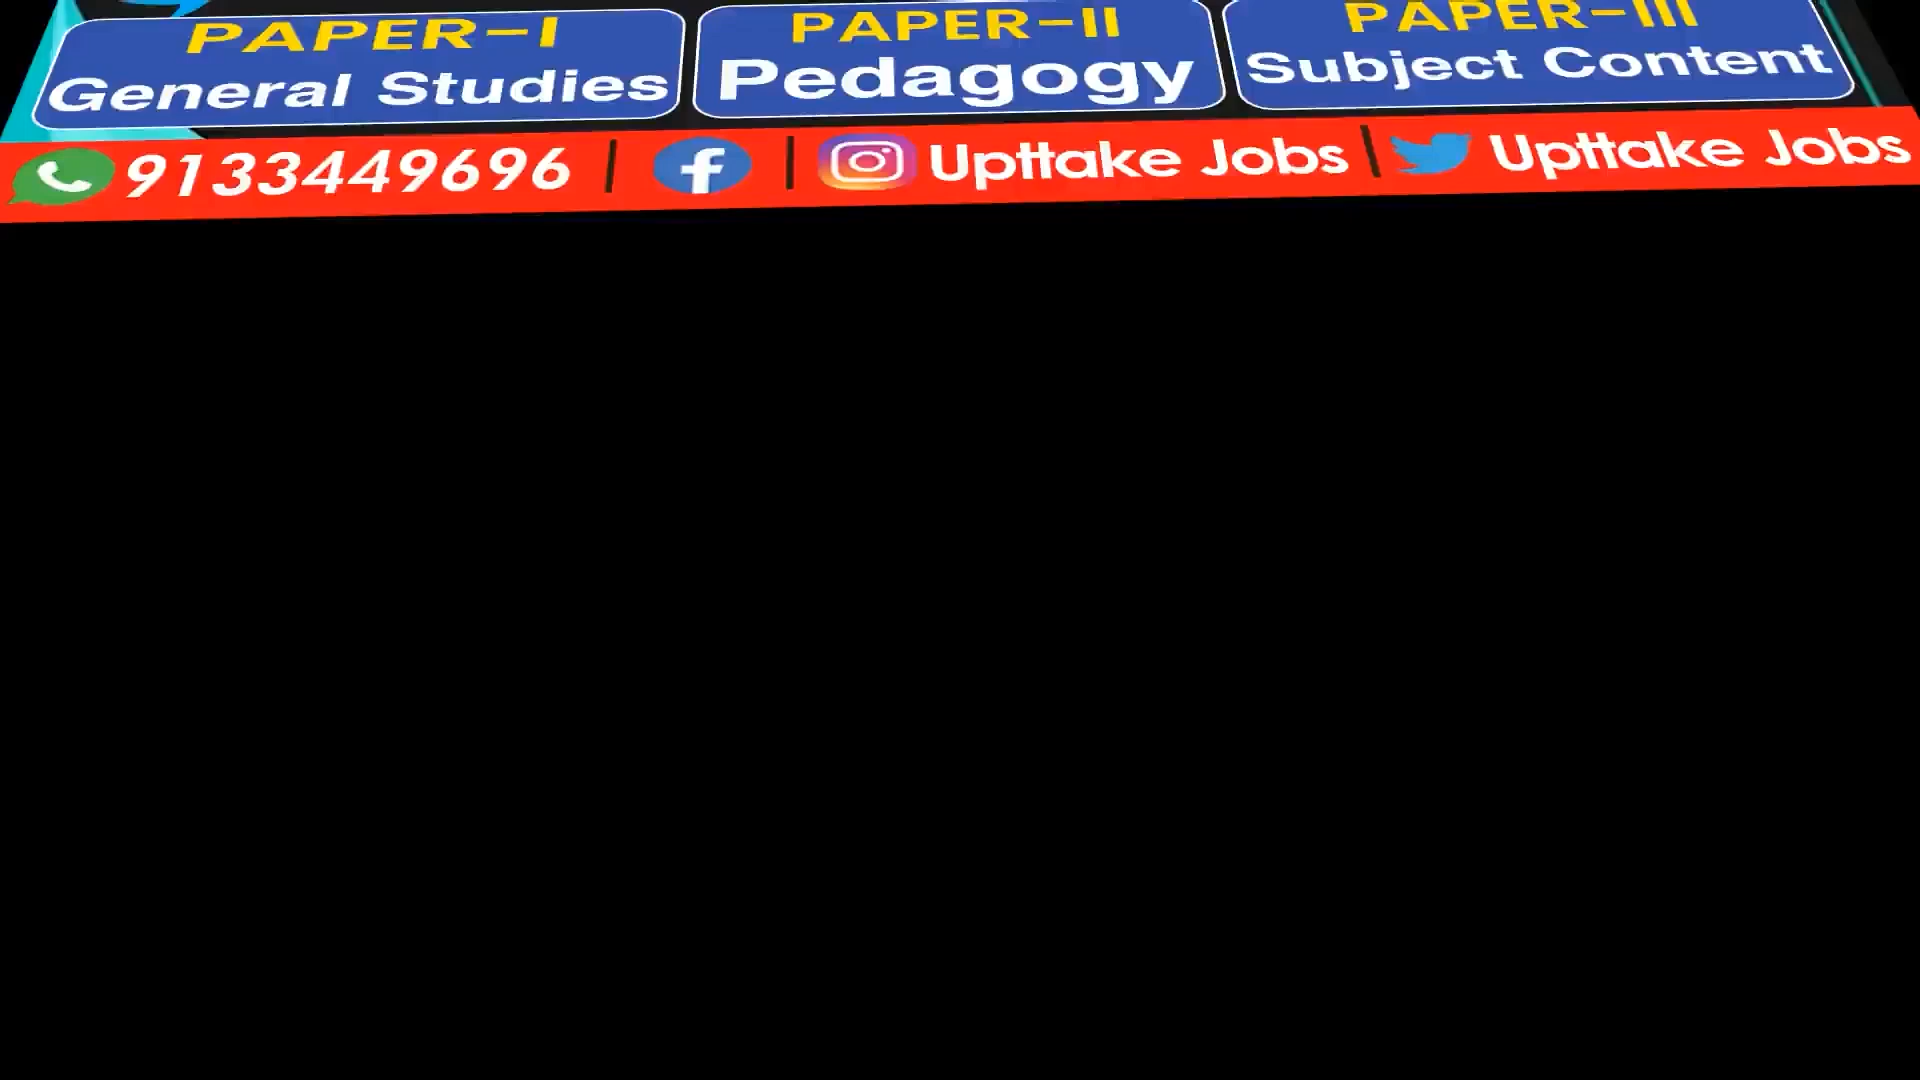 PAPER-I
General Studies
PAPER-II
Pedagogy
PAPER-III
Subject Content
9133449696 | | Upttake Jobs | Upttake Jobs